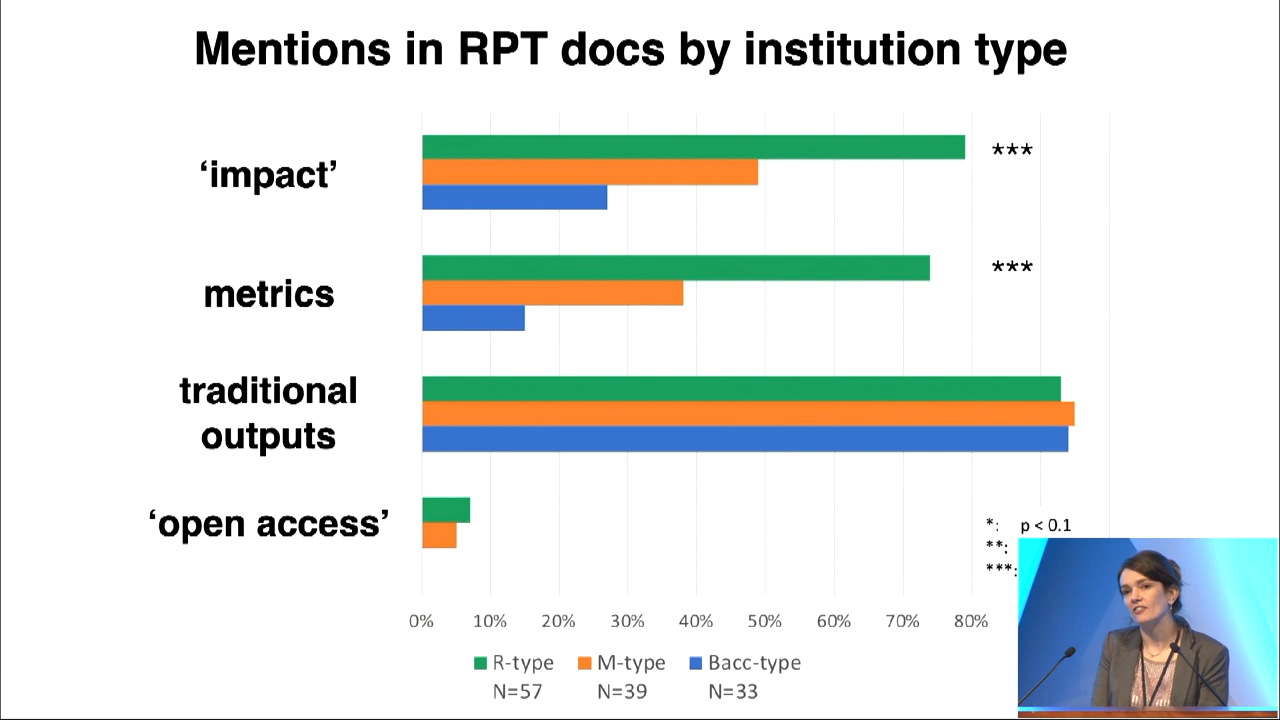 Mentions in RPT docs by institution type
‘impact’
***
metrics
***
traditional
outputs
‘open access’
*: p < 0.1
**:
***:
0% 10% 20% 30% 40% 50% 60% 70% 80%
R-type M-type Bacc-type
N=57 N=39 N=33